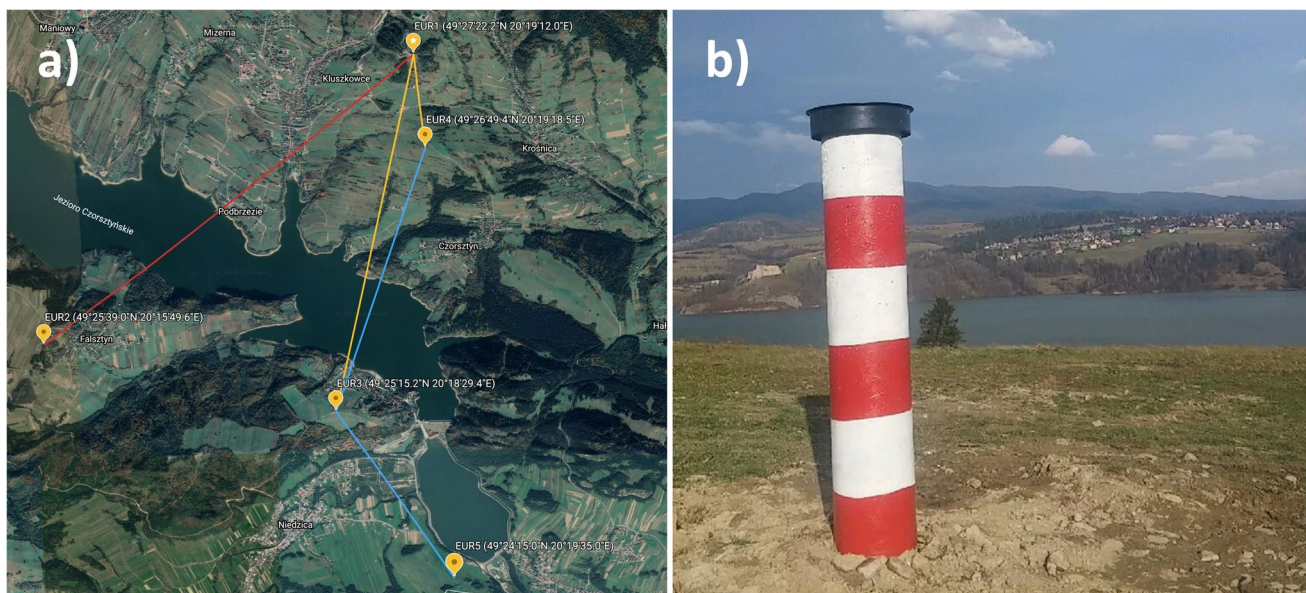 a)
Maniowy
Mizerna
EUR1 (49°27'22.2"N 20°19'12.0"E)
Kluszkowce
EUR4 (49°26'49.4"N 20°19'18.5"E)
Krośnica
Jezioro Czorsztyńskie
Podbrzezie
Czorsztyn
EUR2 (49°25'39.0"N 20°15'49.6"E)
Falsztyn
Hał
EUR3 (49°25'15.2"N 20°18'29.4"E)
Niedzica
EUR5 (49°24'15.0"N 20°19'35.0"E)
b)